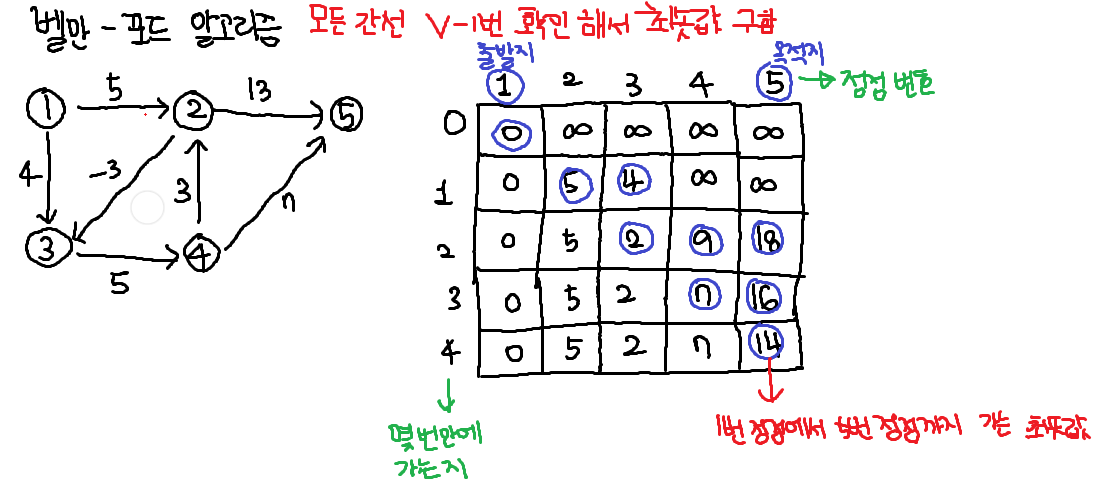 벨만 - 포드 알고리즘 모든 간선 V-1번 확인 해서 최솟값 구함
출발지 목적지
1 2 3 4 5 → 점점 번호
0 0 ∞ ∞ ∞ ∞
1 0 5 4 ∞ ∞
2 0 5 2 9 18
3 0 5 2 7 16
4 0 5 2 7 14
몇번만에
가는지
1번 정점에서 5번 정점까지 가는 최솟값
1 5 2 13 5
4 -3 3 7
3 5 4